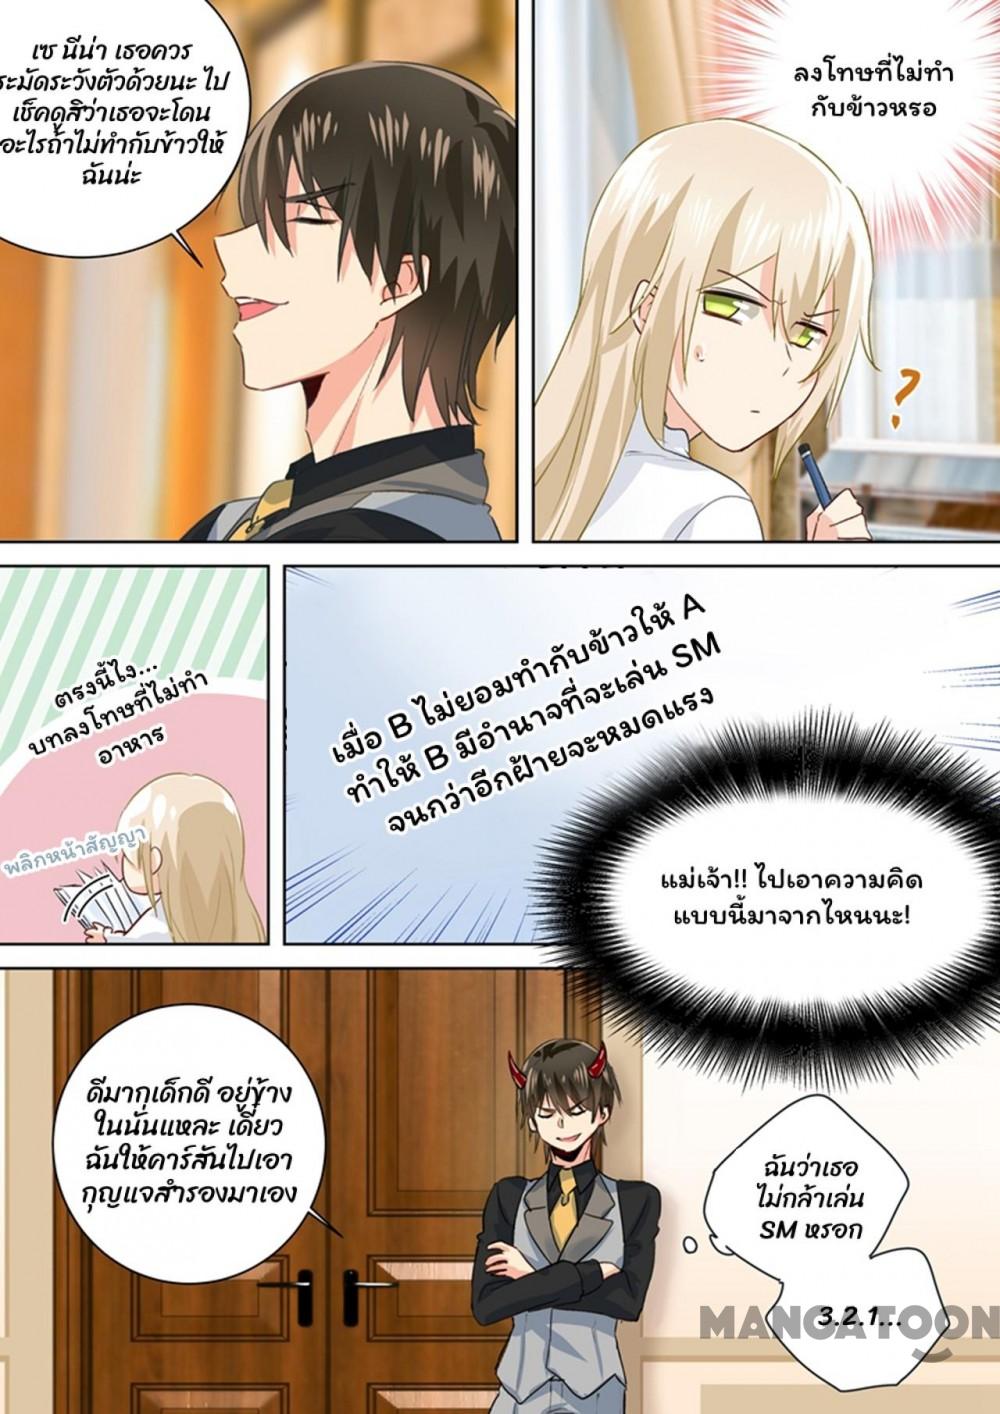 เซ นีน่า เธอควร
ระมัดระวังตัวด้วยนะ ไป
เช็คดูสิว่าเธอจะโดน
อะไรถ้าไม่ทำกับข้าวให้
ฉันน่ะ
ลงโทษที่ไม่ทำ
กับข้าวหรอ
?
ตรงนี้ไง...
บทลงโทษที่ไม่ทำ
อาหาร
พลิกหน้าสัญญา
เมื่อ B ไม่ยอมทำกับข้าวให้ A
ทำให้ B มีอำนาจที่จะเล่น SM
จนกว่าอีกฝ่ายจะหมดแรง
แม่เจ้า!! ไปเอาความคิด
แบบนี้มาจากไหนนะ!
ดีมากเด็กดี อยู่ข้าง
ในนั่นแหละ เดี๋ยว
ฉันให้คาร์สันไปเอา
กุญแจสำรองมาเอง
ฉันว่าเธอ
ไม่กล้าเล่น
SM หรอก
3.2.1...
MANGATOON